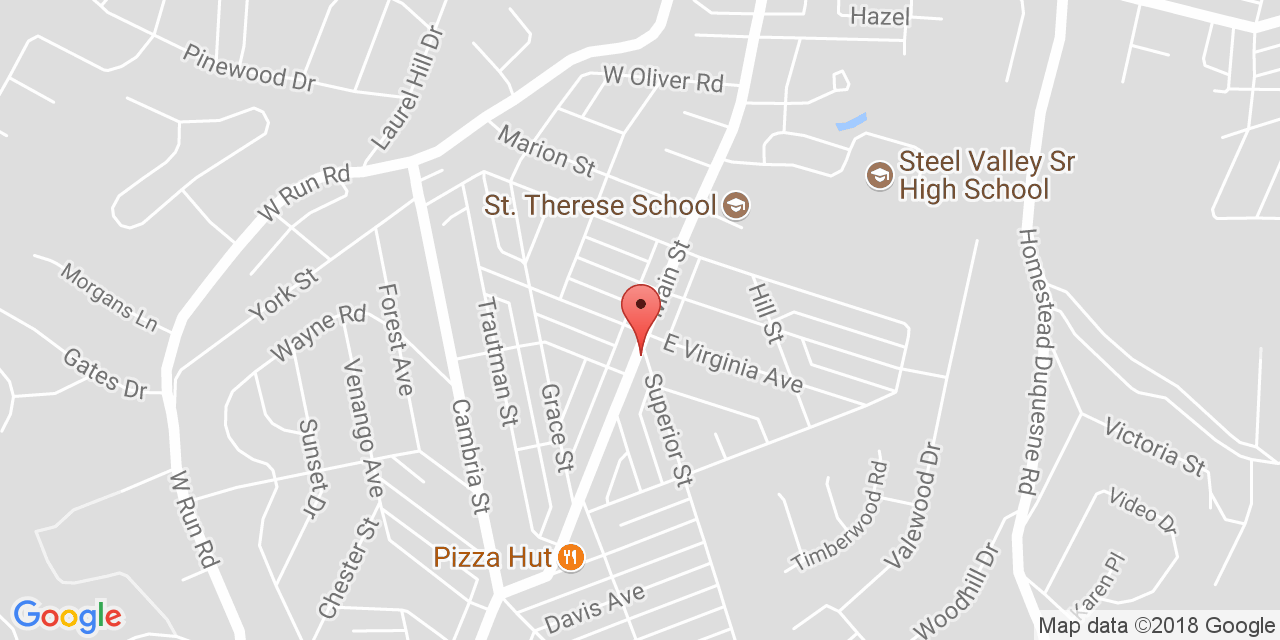 Hazel
Pinewood Dr
Laurel Hill Dr
W Oliver Rd
Marion St
Steel Valley Sr
High School
W Run Rd
St. Therese School
Main St
Homestead Duquesne Rd
Morgans Ln
York St
Wayne Rd
Forest Ave
Hill St
Gates Dr
Trautman St
E Virginia Ave
Venango Ave
Grace St
Superior St
Cambria St
Sunset Dr
Victoria St
W Run Rd
Chester St
Timberwood Rd
Valewood Dr
Video Dr
Pizza Hut
Woodhill Dr
Karen Pl
Davis Ave
Google
Map data ©2018 Google